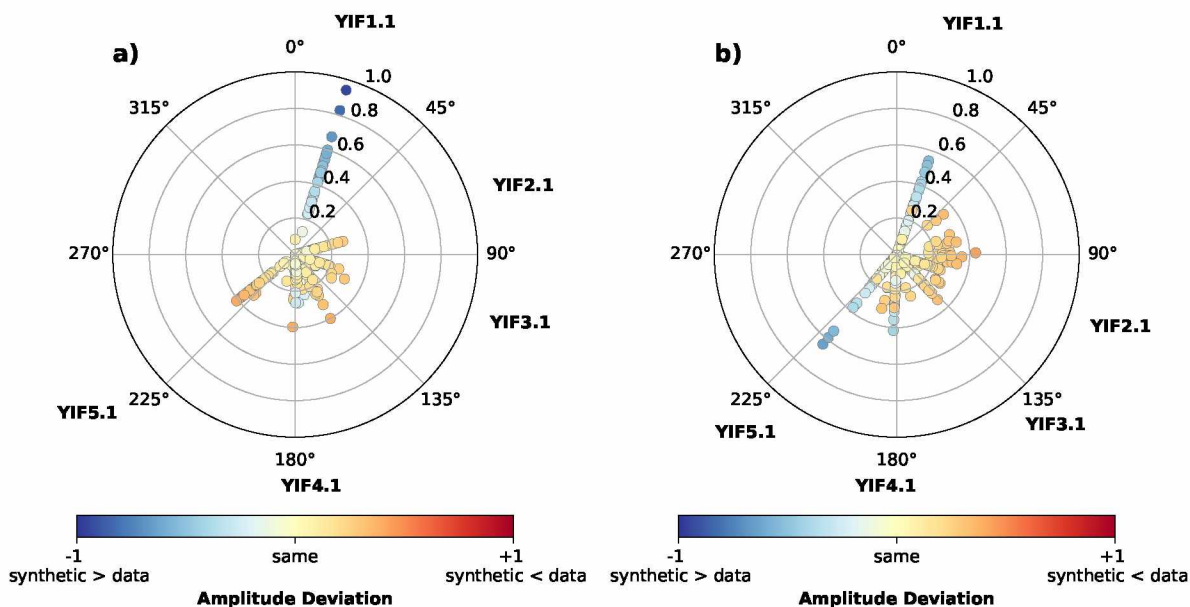 YIF1.1
a)
0°
1.0
315°
45°
0.8
0.6
0.4
YIF2.1
0.2
270°
90°
YIF3.1
225°
135°
YIF5.1
180°
YIF4.1
-1
same
+1
synthetic > data
synthetic < data
Amplitude Deviation
YIF1.1
b)
0°
1.0
315°
45°
0.8
0.6
0.4
0.2
270°
90°
YIF2.1
225°
135°
YIF3.1
YIF5.1
180°
YIF4.1
-1
same
+1
synthetic > data
synthetic < data
Amplitude Deviation